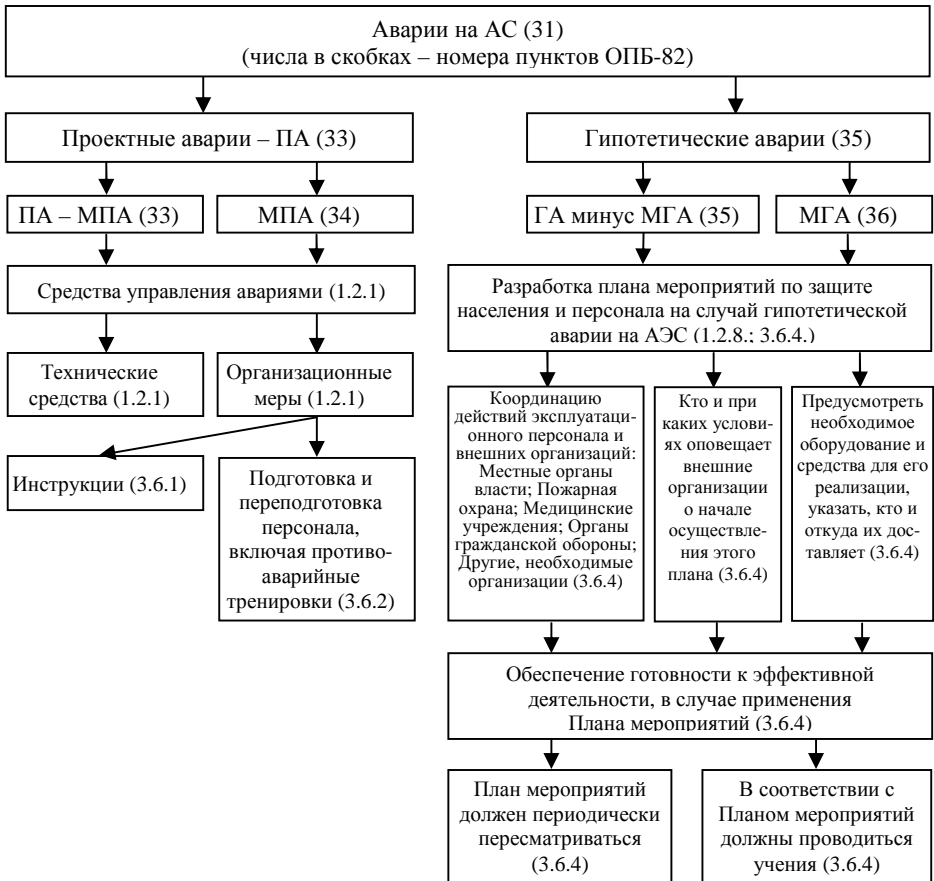 Аварии на АС (31)
(числа в скобках – номера пунктов ОПБ-82)
Проектные аварии – ПА (33)
Гипотетические аварии (35)
ПА – МПА (33)
МПА (34)
ГА минус МГА (35)
МГА (36)
Средства управления авариями (1.2.1)
Разработка плана мероприятий по защите
населения и персонала на случай гипотетической
аварии на АЭС (1.2.8.; 3.6.4.)
Технические
средства (1.2.1)
Организационные
меры (1.2.1)
Координацию
действий эксплуатаци-
онного персонала и
внешних организаций:
Местные органы
власти; Пожарная
охрана; Медицинские
учреждения; Органы
гражданской обороны;
Другие, необходимые
организации (3.6.4)
Кто и при
каких услови-
ях оповещает
внешние
организации
о начале
осуществле-
ния этого
плана (3.6.4)
Предусмотреть
необходимое
оборудование и
средства для его
реализации,
указать, кто и
откуда их дос-
тавляет (3.6.4)
Инструкции (3.6.1)
Подготовка и
переподготовка
персонала,
включая противо-
аварийные
тренировки (3.6.2)
Обеспечение готовности к эффективной
деятельности, в случае применения
Плана мероприятий (3.6.4)
План мероприятий
должен периодически
пересматриваться
(3.6.4)
В соответствии с
Планом мероприятий
должны проводиться
учения (3.6.4)